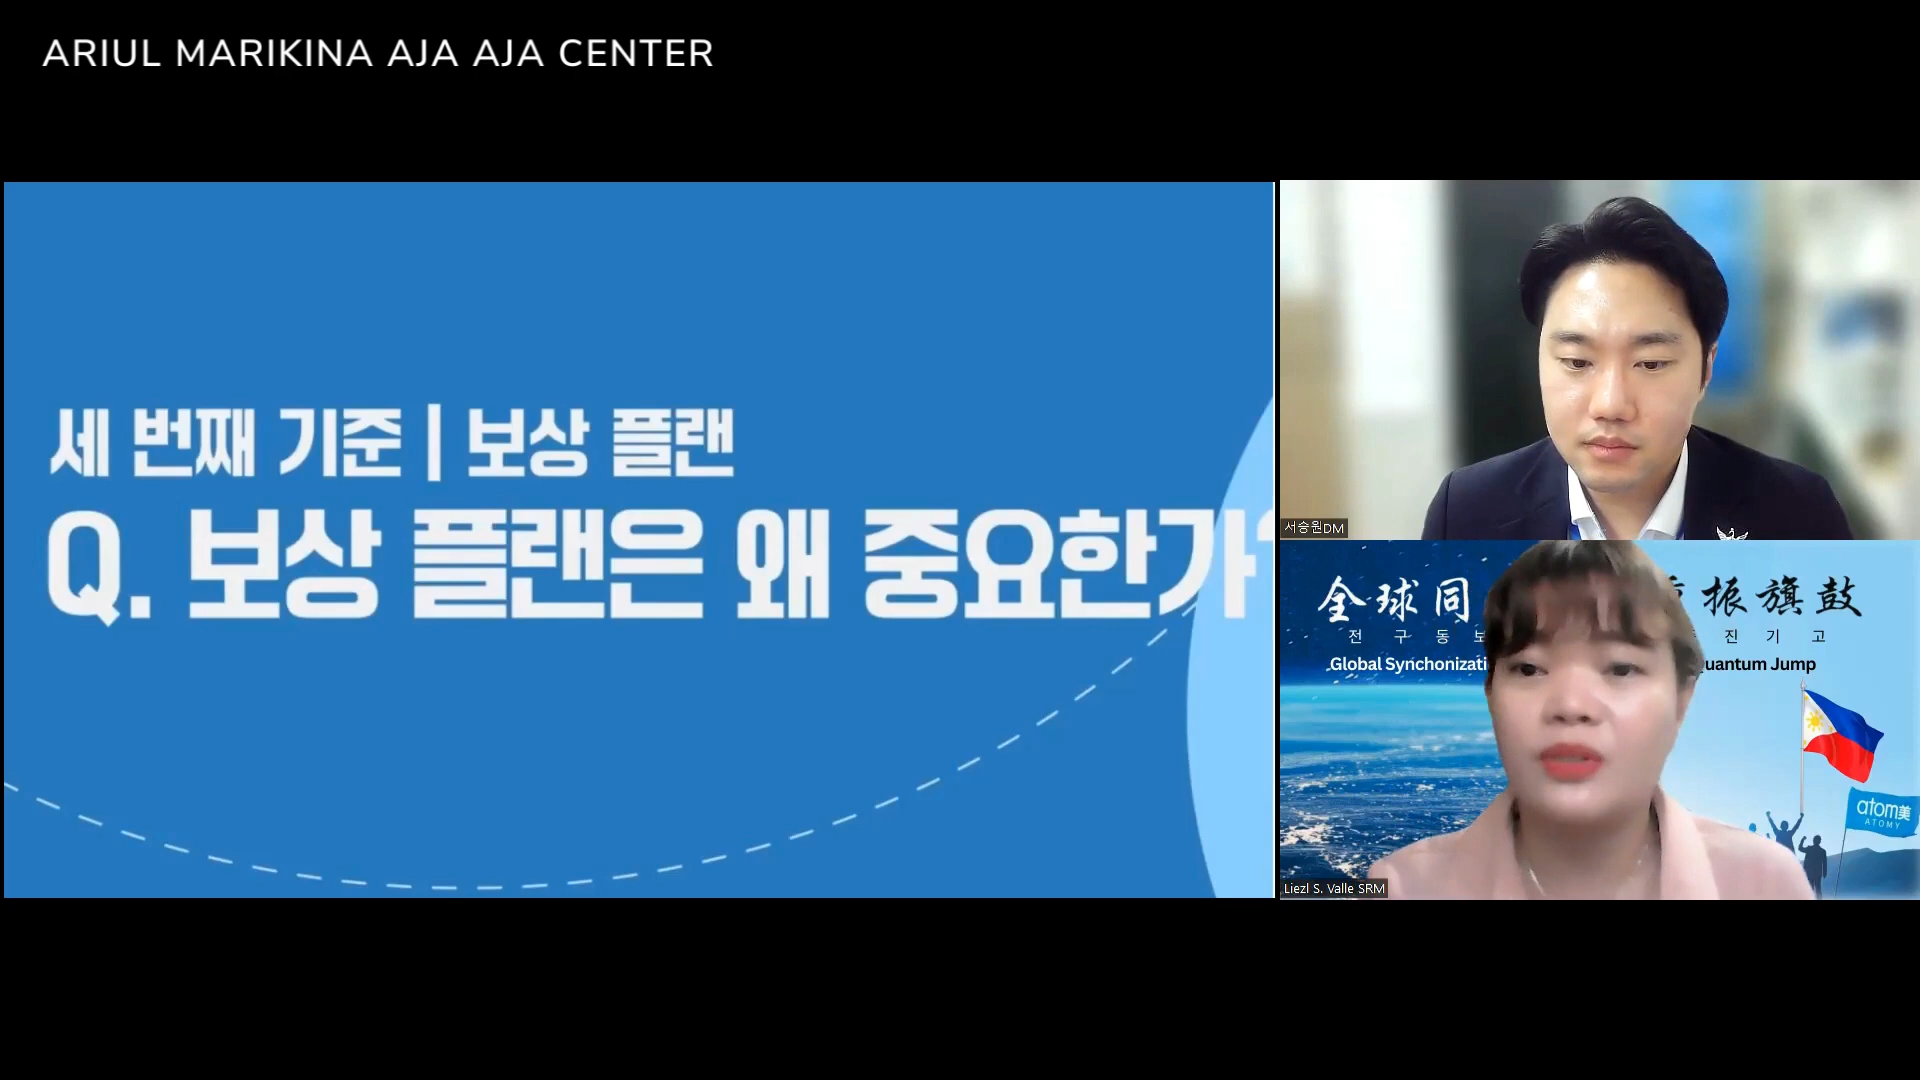 ARIUL MARIKINA AJA AJA CENTER
세 번째 기준 | 보상 플랜
Q. 보상 플랜은 왜 중요한가?
서승원DM
全球同 振旗鼓
전 구 동 보 진 기 고
Global Synchonizati uantum Jump
atom美
ATOMY
Liezl S. Valle SRM